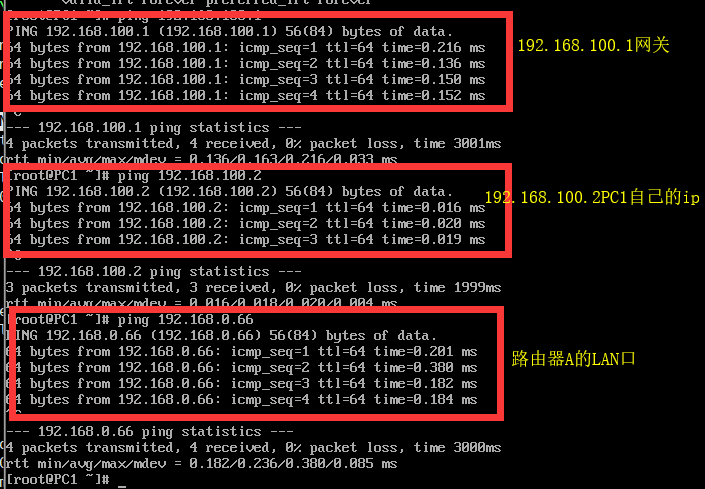 valid_lft forever preferred_lft forever
[root@PC1 ~]# ping 192.168.100.1
PING 192.168.100.1 (192.168.100.1) 56(84) bytes of data.
64 bytes from 192.168.100.1: icmp_seq=1 ttl=64 time=0.216 ms
64 bytes from 192.168.100.1: icmp_seq=2 ttl=64 time=0.136 ms
64 bytes from 192.168.100.1: icmp_seq=3 ttl=64 time=0.150 ms
64 bytes from 192.168.100.1: icmp_seq=4 ttl=64 time=0.152 ms
192.168.100.1网关
^C
--- 192.168.100.1 ping statistics ---
4 packets transmitted, 4 received, 0% packet loss, time 3001ms
rtt min/avg/max/mdev = 0.136/0.163/0.216/0.033 ms
[root@PC1 ~]# ping 192.168.100.2
PING 192.168.100.2 (192.168.100.2) 56(84) bytes of data.
64 bytes from 192.168.100.2: icmp_seq=1 ttl=64 time=0.016 ms
64 bytes from 192.168.100.2: icmp_seq=2 ttl=64 time=0.020 ms
64 bytes from 192.168.100.2: icmp_seq=3 ttl=64 time=0.019 ms
192.168.100.2PC1自己的ip
^C
--- 192.168.100.2 ping statistics ---
3 packets transmitted, 3 received, 0% packet loss, time 1999ms
rtt min/avg/max/mdev = 0.016/0.018/0.020/0.004 ms
[root@PC1 ~]# ping 192.168.0.66
PING 192.168.0.66 (192.168.0.66) 56(84) bytes of data.
64 bytes from 192.168.0.66: icmp_seq=1 ttl=64 time=0.201 ms
64 bytes from 192.168.0.66: icmp_seq=2 ttl=64 time=0.380 ms
64 bytes from 192.168.0.66: icmp_seq=3 ttl=64 time=0.182 ms
64 bytes from 192.168.0.66: icmp_seq=4 ttl=64 time=0.184 ms
路由器A的LAN口
^C
--- 192.168.0.66 ping statistics ---
4 packets transmitted, 4 received, 0% packet loss, time 3000ms
rtt min/avg/max/mdev = 0.182/0.236/0.380/0.085 ms
[root@PC1 ~]# _